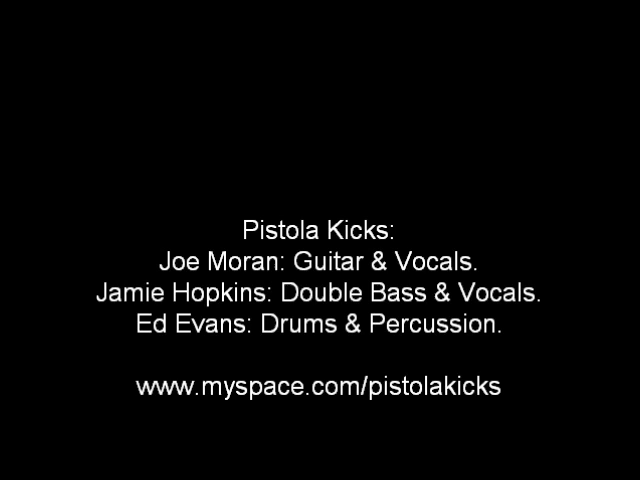 Pistola Kicks:
Joe Moran: Guitar & Vocals.
Jamie Hopkins: Double Bass & Vocals.
Ed Evans: Drums & Percussion.
www.myspace.com/pistolakicks